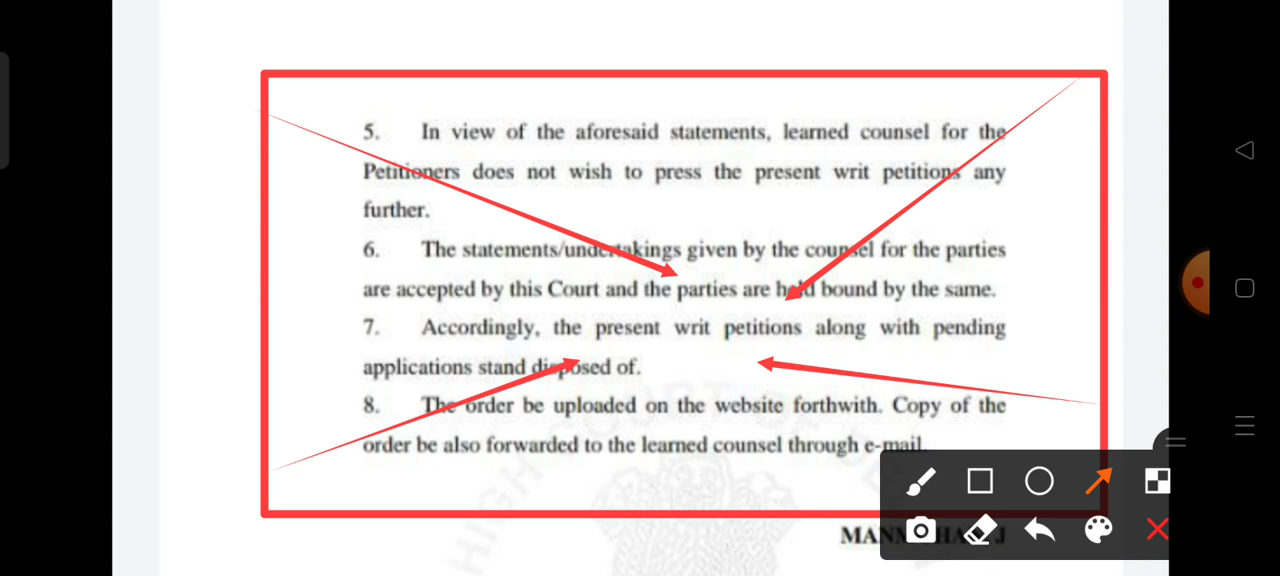 5. In view of the aforesaid statements, learned counsel for the
Petitioners does not wish to press the present writ petitions any
further.
6. The statements/undertakings given by the counsel for the parties
are accepted by this Court and the parties are held bound by the same.
7. Accordingly, the present writ petitions along with pending
applications stand disposed of.
8. The order be uploaded on the website forthwith. Copy of the
order be also forwarded to the learned counsel through e-mail.
HIGH COURT